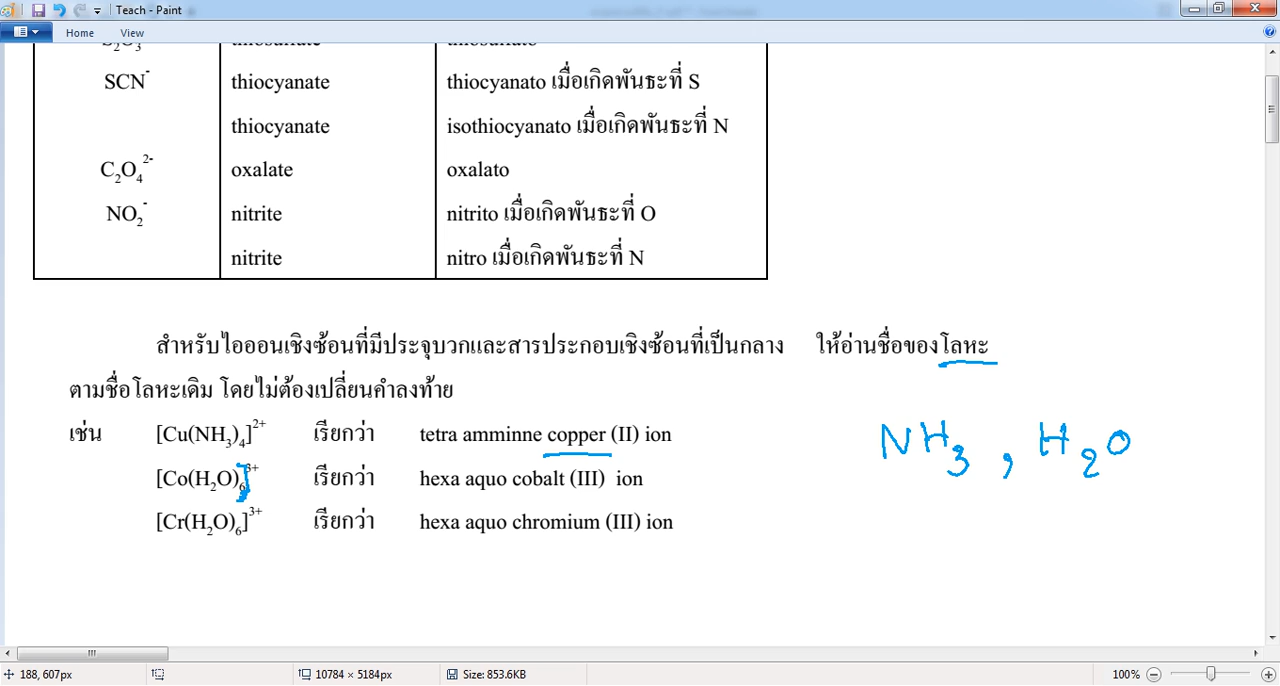 Teach - Paint
Home View
S₂O₃ thiosulfate thiosulfato
SCN⁻ thiocyanate thiocyanato เมื่อเกิดพันธะที่ S
thiocyanate isothiocyanato เมื่อเกิดพันธะที่ N
C₂O₄²⁻ oxalate oxalato
NO₂⁻ nitrite nitrito เมื่อเกิดพันธะที่ O
nitrite nitro เมื่อเกิดพันธะที่ N
สำหรับไอออนเชิงซ้อนที่มีประจุบวกและสารประกอบเชิงซ้อนที่เป็นกลาง ให้อ่านชื่อของโลหะ
ตามชื่อโลหะเดิม โดยไม่ต้องเปลี่ยนคำลงท้าย
เช่น [Cu(NH₃)₄]²⁺ เรียกว่า tetra amminne copper (II) ion
NH₃ , H₂O
[Co(H₂O)₆]³⁺ เรียกว่า hexa aquo cobalt (III) ion
[Cr(H₂O)₆]³⁺ เรียกว่า hexa aquo chromium (III) ion
188, 607px 10784 × 5184px Size: 853.6KB 100%